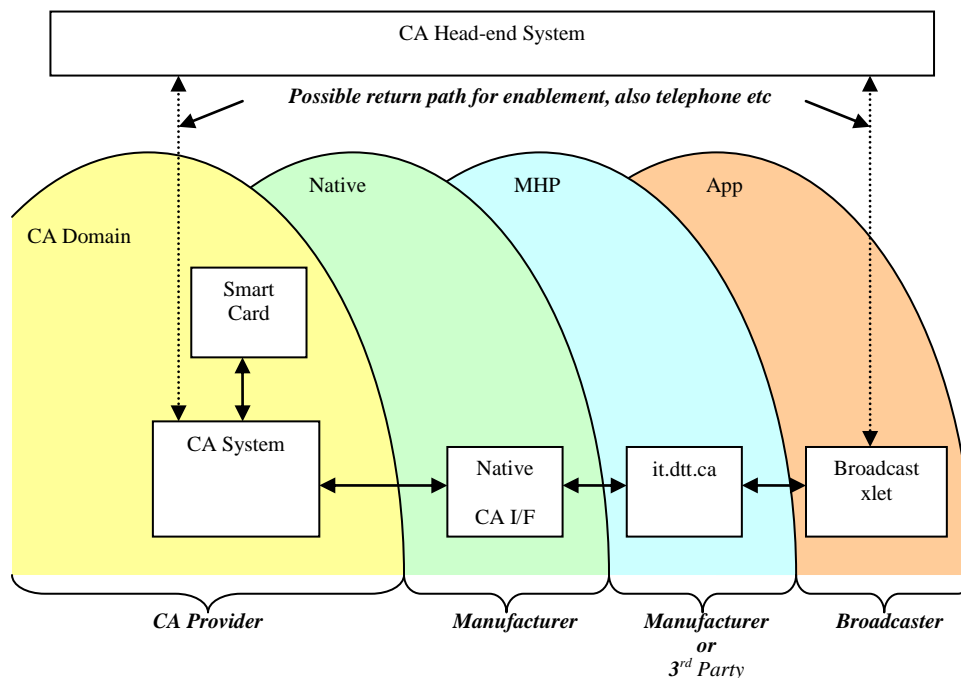 CA Head-end System
Possible return path for enablement, also telephone etc
Native
MHP
App
CA Domain
Smart
Card
CA System
Native
CA I/F
it.dtt.ca
Broadcast
xlet
CA Provider
Manufacturer
Manufacturer
or
3rd Party
Broadcaster